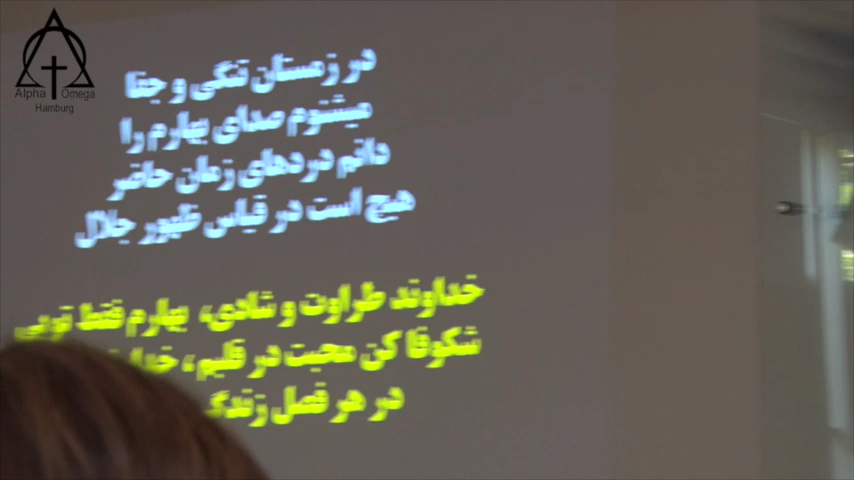 Alpha Omega
Hamburg
در زمستان تنگی و جفا
میشنوم صدای بهارم را
دانم دردهای زمان حاضر
هیچ است در قیاس ظهور جلال
خداوند طراوت و شادی، بهارم فقط تویی
شکوفا کن محبت در قلبم،
در هر فصل